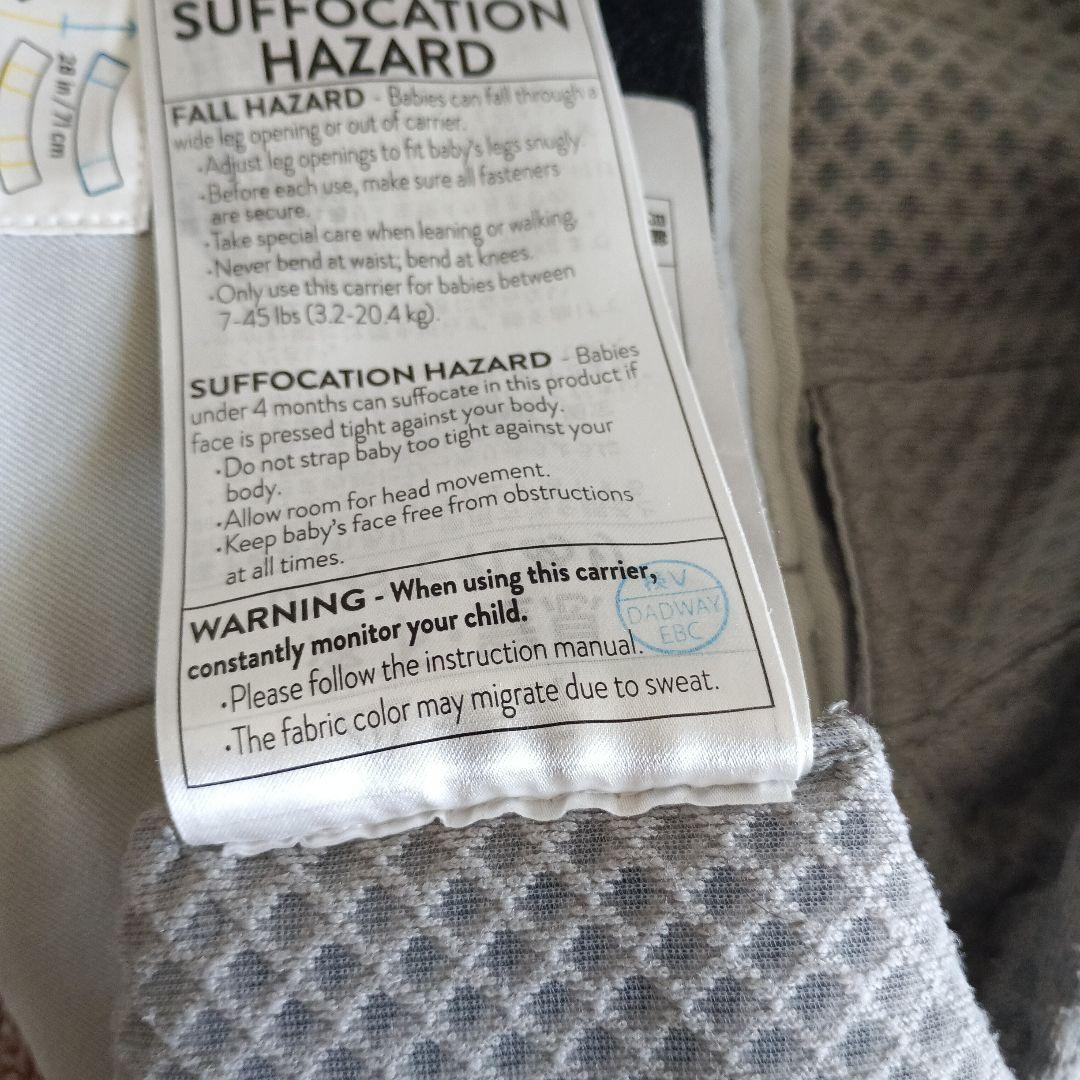 SUFFOCATION
HAZARD
FALL HAZARD - Babies can fall through a
wide leg opening or out of carrier.
•Adjust leg openings to fit baby's legs snugly.
•Before each use, make sure all fasteners
are secure.
•Take special care when leaning or walking.
•Never bend at waist; bend at knees.
•Only use this carrier for babies between
7-45 lbs (3.2-20.4 kg).
SUFFOCATION HAZARD - Babies
under 4 months can suffocate in this product if
face is pressed tight against your body.
•Do not strap baby too tight against your
body.
•Allow room for head movement.
•Keep baby's face free from obstructions
at all times.
WARNING - When using this carrier,
constantly monitor your child.
•Please follow the instruction manual.
•The fabric color may migrate due to sweat.
DADWAY
EBC
28 in / 71 cm